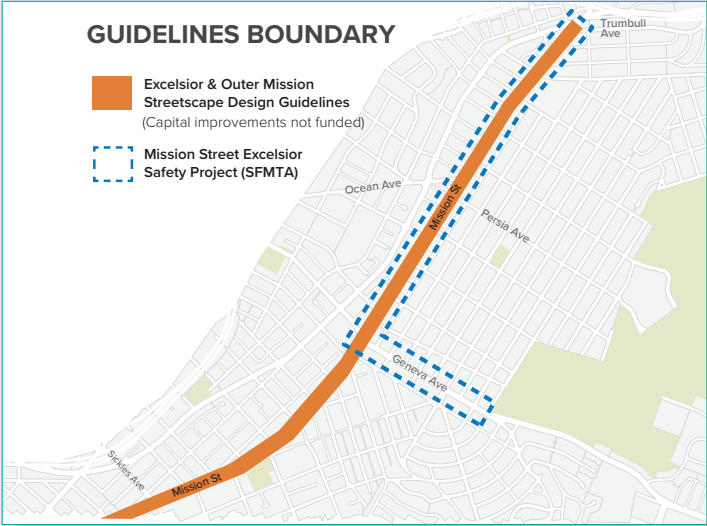 GUIDELINES BOUNDARY
Excelsior & Outer Mission
Streetscape Design Guidelines
(Capital improvements not funded)
Mission Street Excelsior
Safety Project (SFMTA)
Trumbull
Ave
Ocean Ave
Mission St
Persia Ave
Geneva Ave
Sickles Ave
Mission St